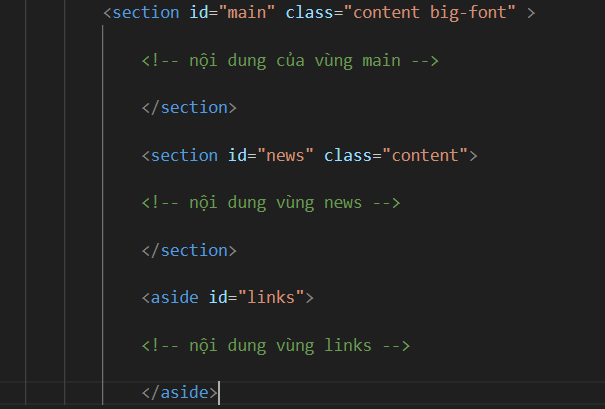 <section id="main" class="content big-font" >
<!-- nội dung của vùng main -->
</section>
<section id="news" class="content">
<!-- nội dung vùng news -->
</section>
<aside id="links">
<!-- nội dung vùng links -->
</aside>